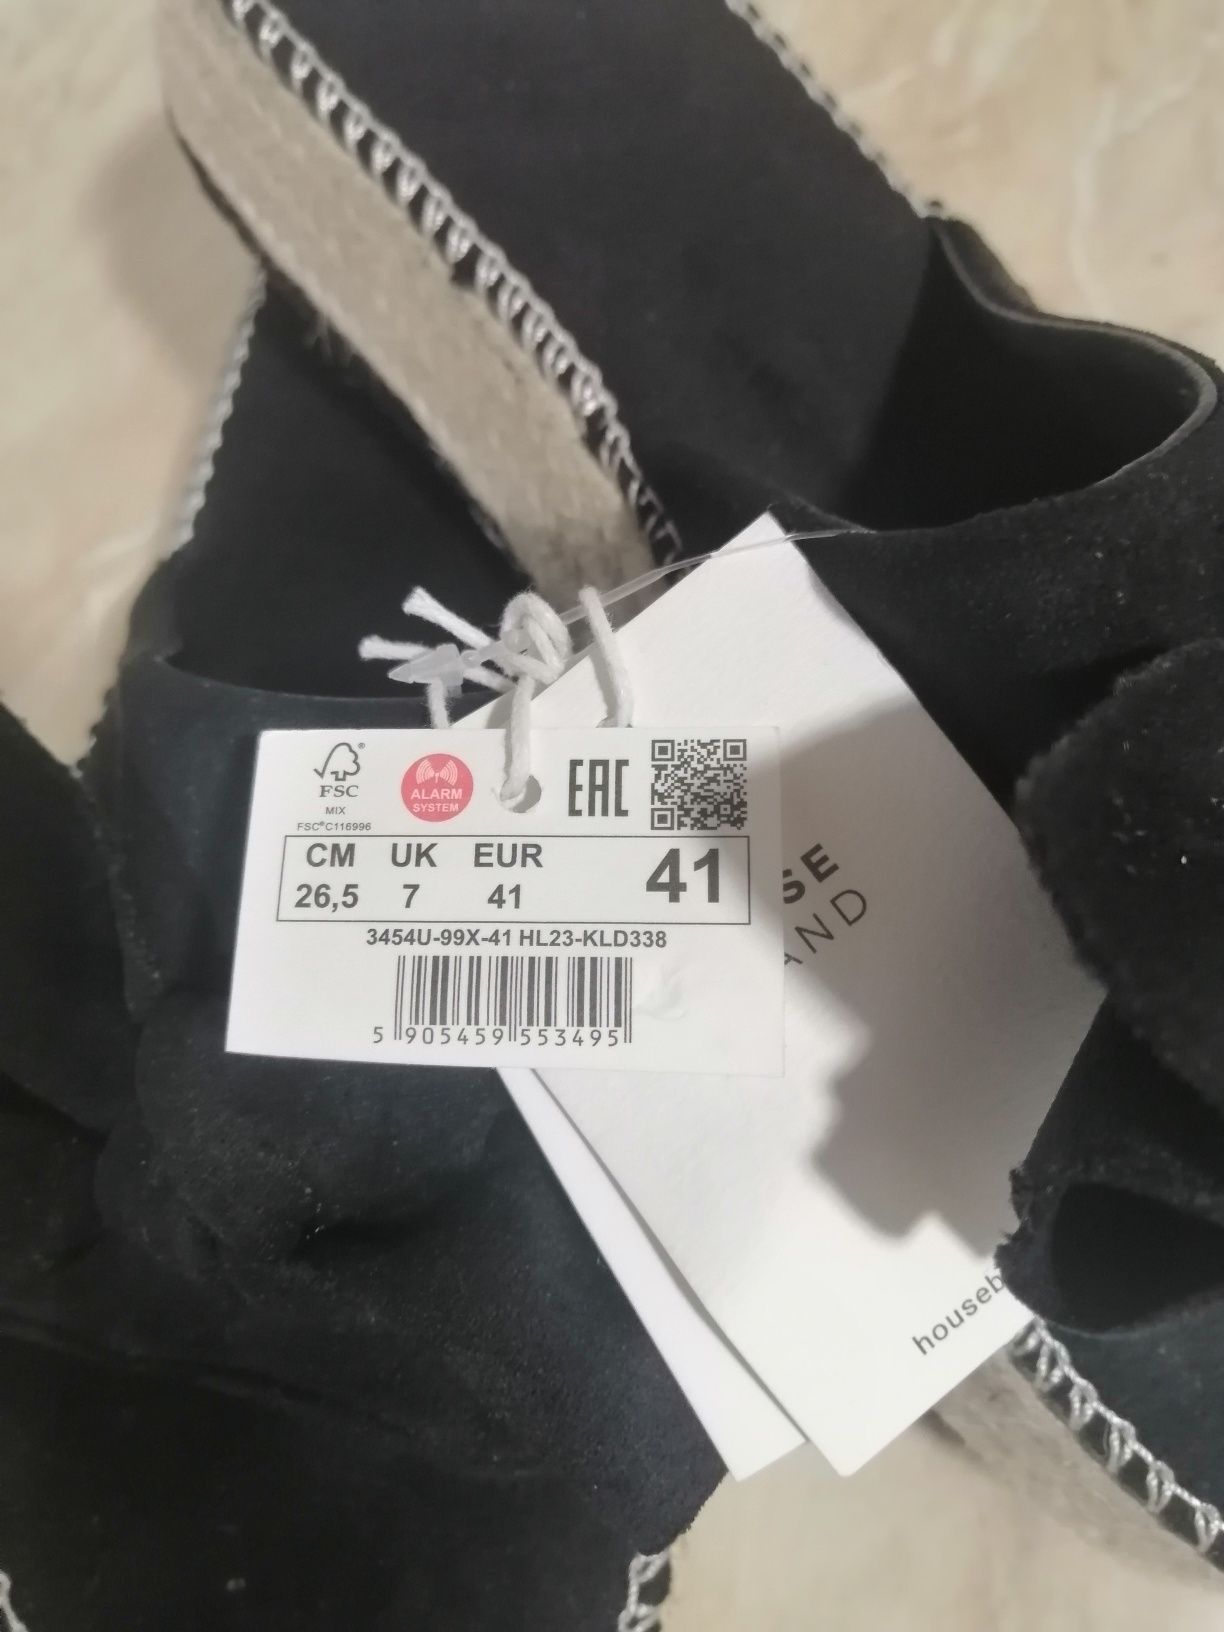 FSC®
MIX
FSC®C116996
ALARM
SYSTEM
EAC
CM UK EUR
26,5 7 41
41
3454U-99X-41 HL23-KLD338
5 905459 553495
SE
AND
houseb